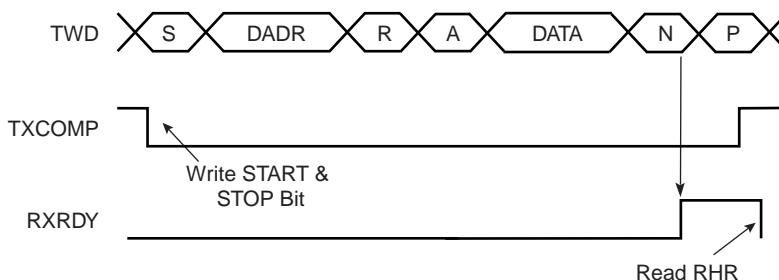 TWD S DADR R A DATA N P
TXCOMP
Write START &
STOP Bit
RXRDY
Read RHR